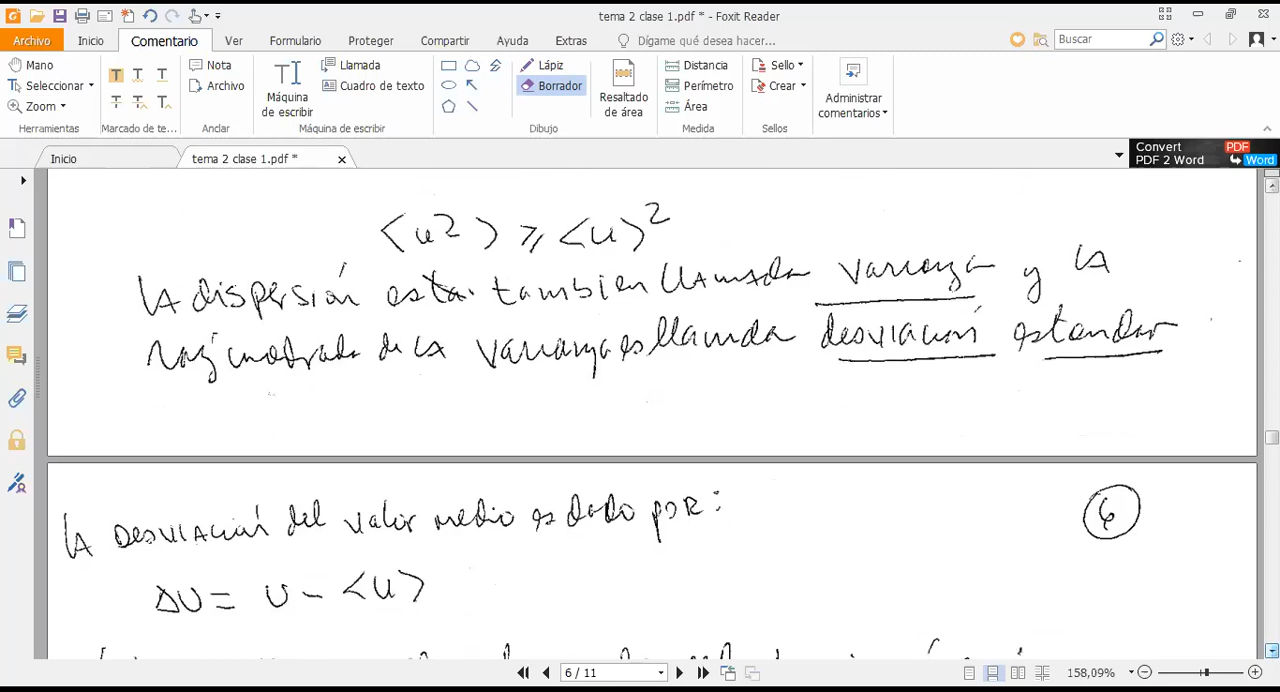 tema 2 clase 1.pdf * - Foxit Reader
Archivo Inicio Comentario Ver Formulario Proteger Compartir Ayuda Extras Dígame qué desea hacer... Buscar
Mano
Seleccionar
Zoom
Herramientas
T T T
T T T
Marcado de te...
Nota
Archivo
Anclar
Máquina de escribir
Llamada
Cuadro de texto
Máquina de escribir
Lápiz
Borrador
Dibujo
Resaltado de área
Distancia
Perímetro
Área
Medida
Sello
Crear
Sellos
Administrar comentarios
Inicio
tema 2 clase 1.pdf *
Convert PDF
PDF 2 Word Word
<u2> ⩾ <u>²
LA dispersión esta tambien LLAMADA varianza y LA
raíz cuadrada de LA varianza es llamada desviación estandar
LA DESVIACIÓN del valor medio es dado poR: 6
ΔU = U - <U>
6 / 11
158,09%